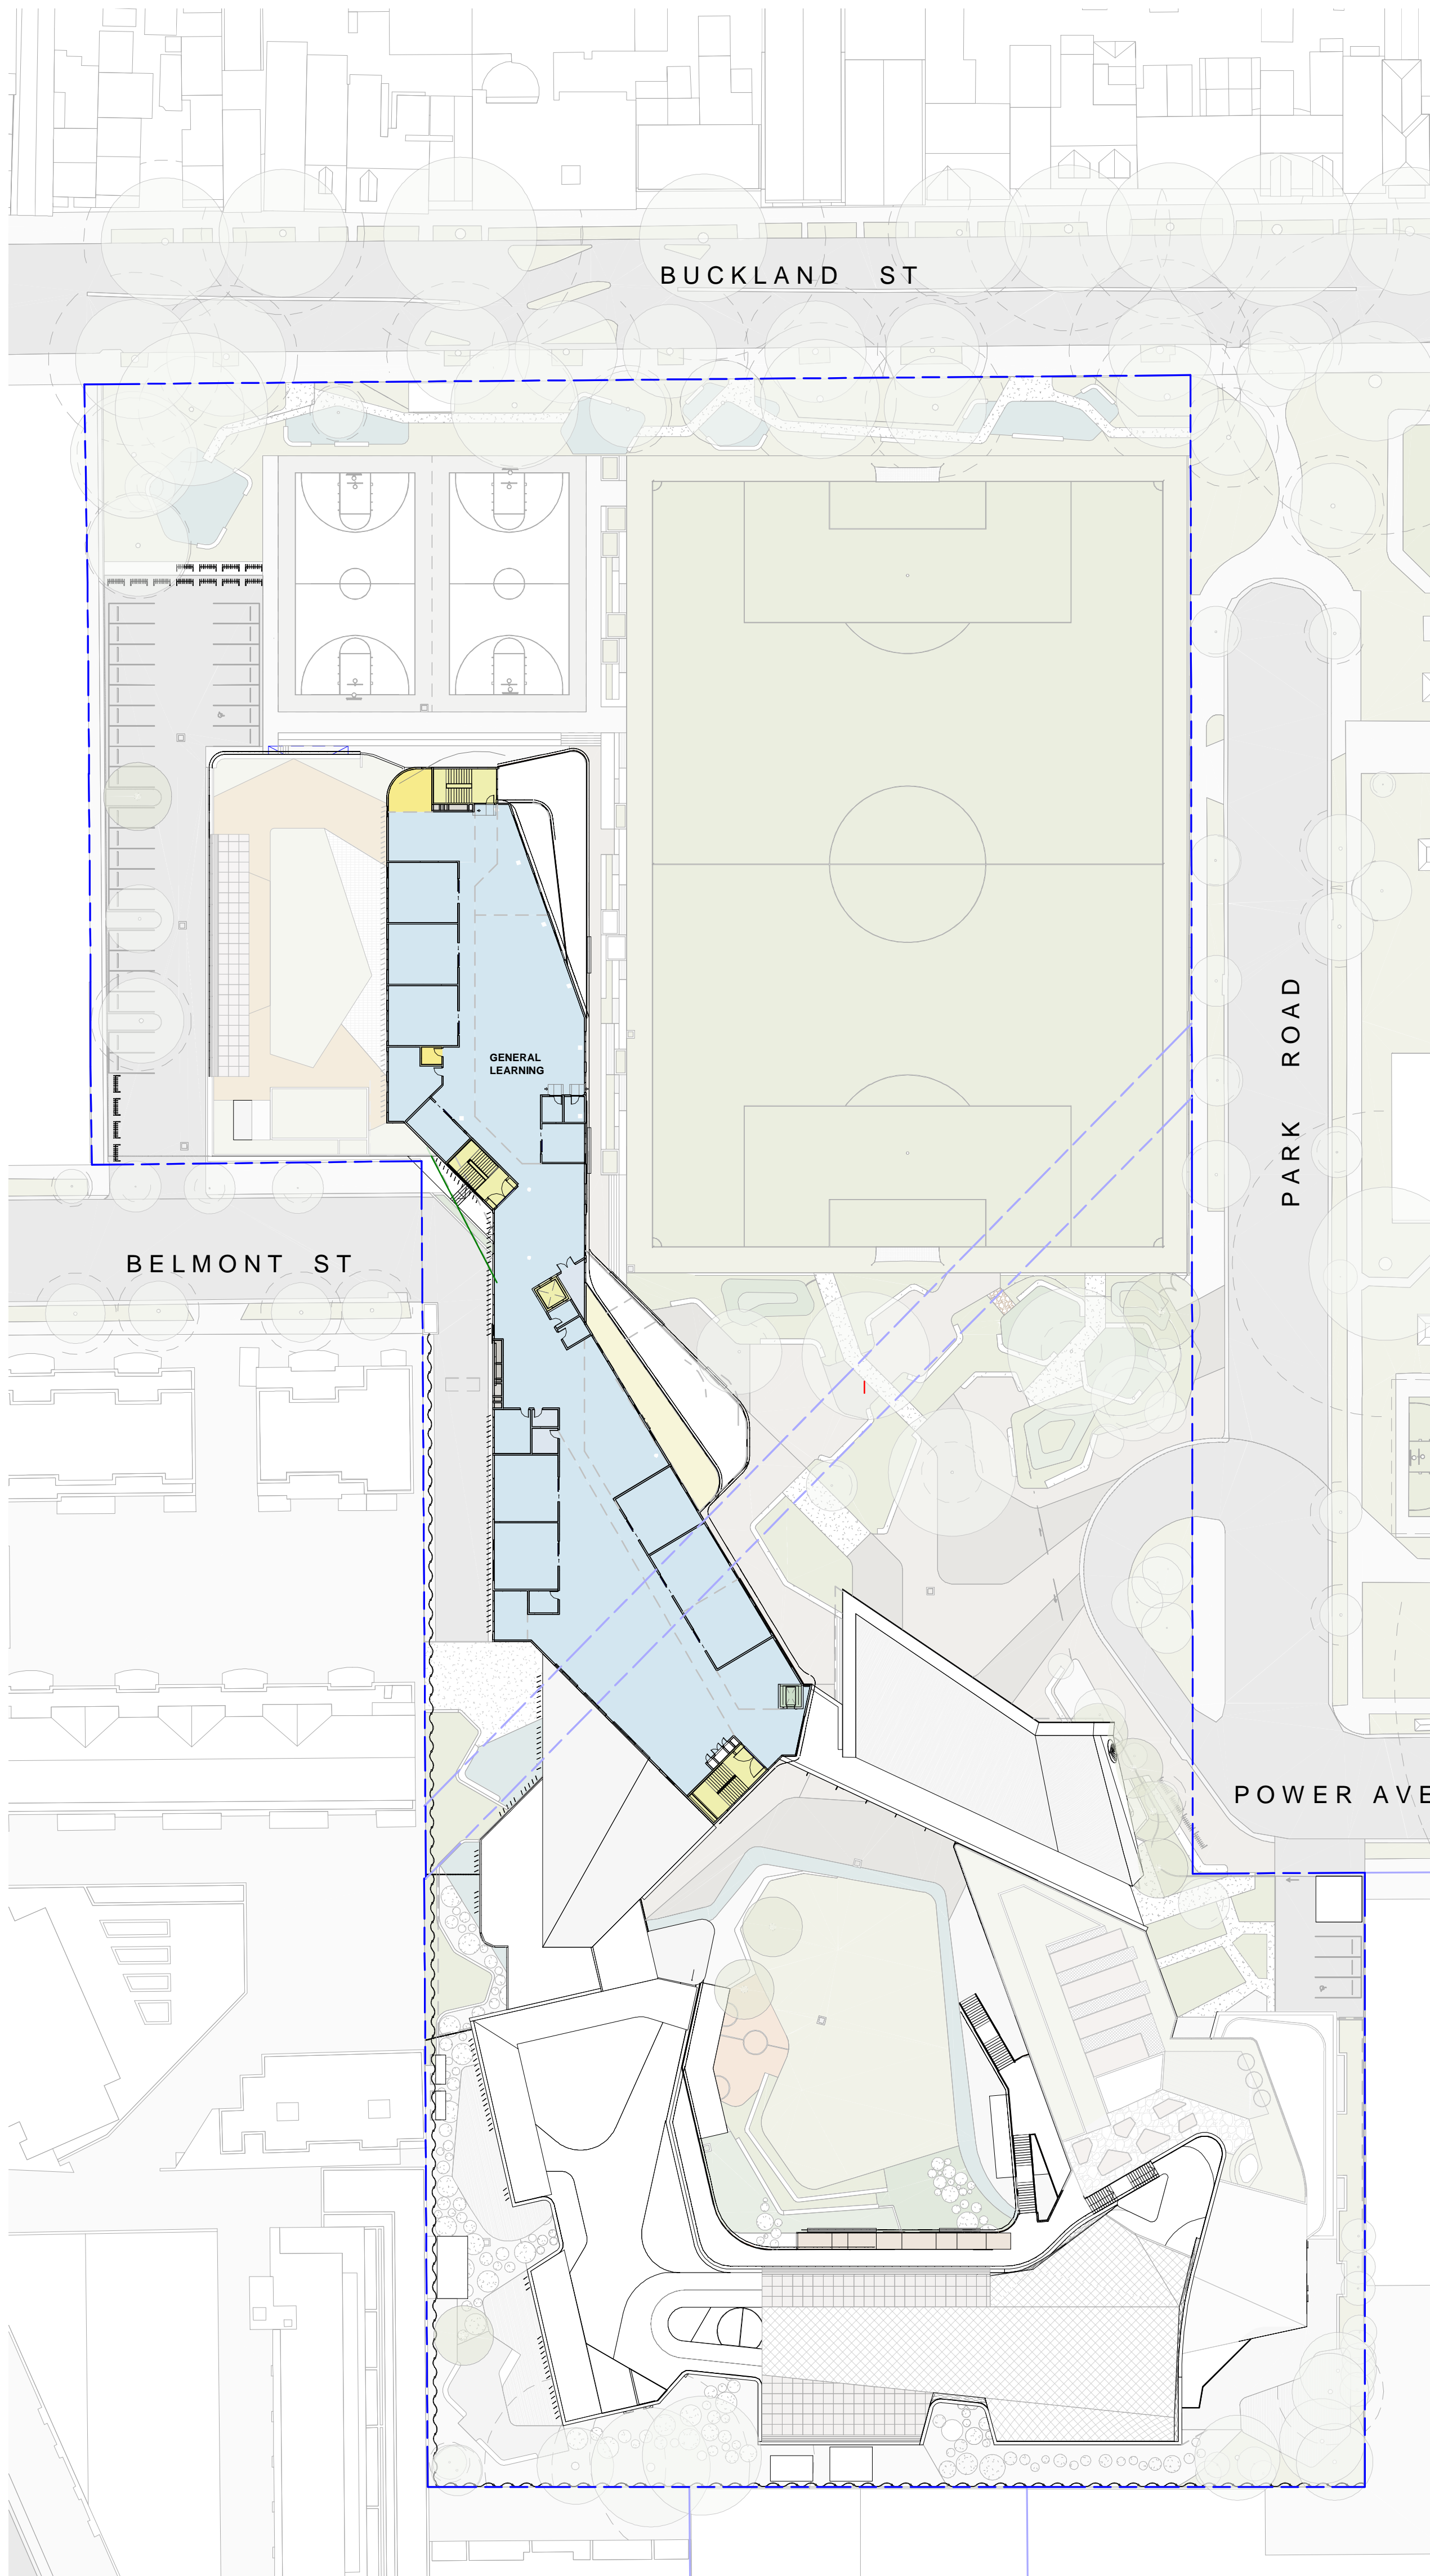 BUCKLAND ST
PARK ROAD
GENERAL
LEARNING
BELMONT ST
POWER AVE